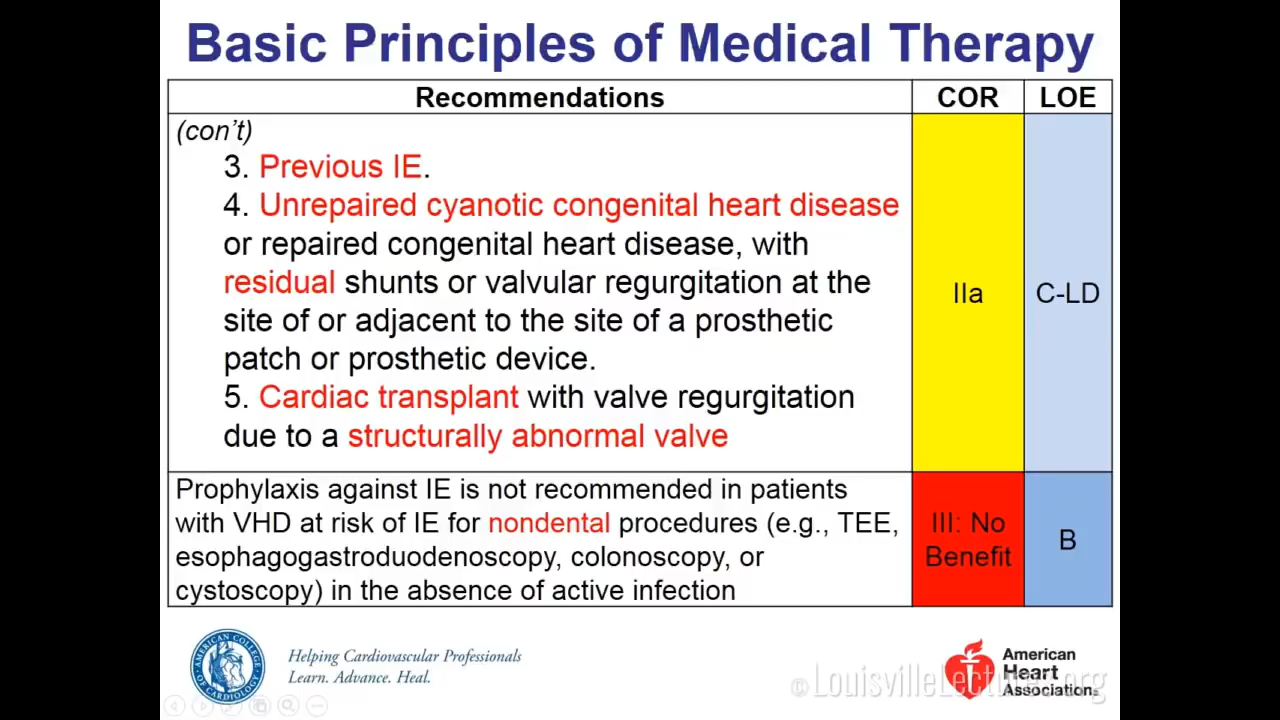 Basic Principles of Medical Therapy
Recommendations COR LOE
(con't)
3. Previous IE.
4. Unrepaired cyanotic congenital heart disease
or repaired congenital heart disease, with
residual shunts or valvular regurgitation at the
site of or adjacent to the site of a prosthetic
patch or prosthetic device.
5. Cardiac transplant with valve regurgitation
due to a structurally abnormal valve
IIa C-LD
Prophylaxis against IE is not recommended in patients
with VHD at risk of IE for nondental procedures (e.g., TEE,
esophagogastroduodenoscopy, colonoscopy, or
cystoscopy) in the absence of active infection
III: No
Benefit
B
AMERICAN COLLEGE OF CARDIOLOGY
Helping Cardiovascular Professionals
Learn. Advance. Heal.
American
Heart
Association®
© LouisvilleLectures.org